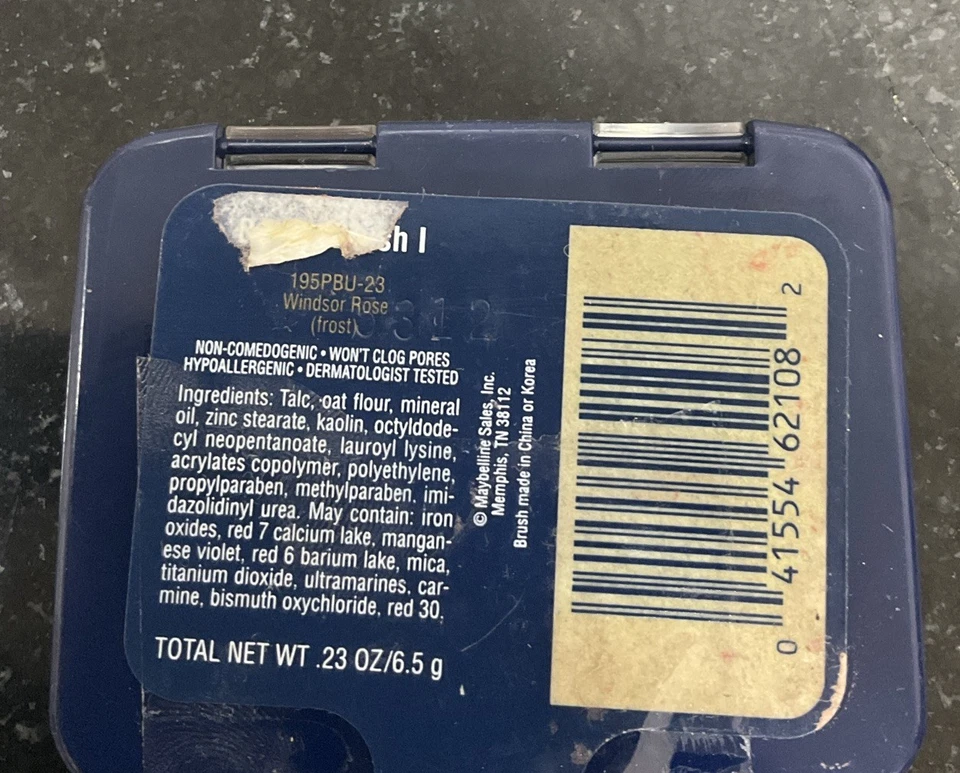 sh I
195PBU-23
Windsor Rose
(frost)
312
NON-COMEDOGENIC • WON'T CLOG PORES
HYPOALLERGENIC • DERMATOLOGIST TESTED
Ingredients: Talc, oat flour, mineral
oil, zinc stearate, kaolin, octyldode-
cyl neopentanoate, lauroyl lysine,
acrylates copolymer, polyethylene,
propylparaben, methylparaben, imi-
dazolidinyl urea. May contain: iron
oxides, red 7 calcium lake, mangan-
ese violet, red 6 barium lake, mica,
titanium dioxide, ultramarines, car-
mine, bismuth oxychloride, red 30.
TOTAL NET WT .23 OZ/6.5 g
© Maybelline Sales, Inc.
Memphis, TN 38112
Brush made in China or Korea
0 41554 62108 2